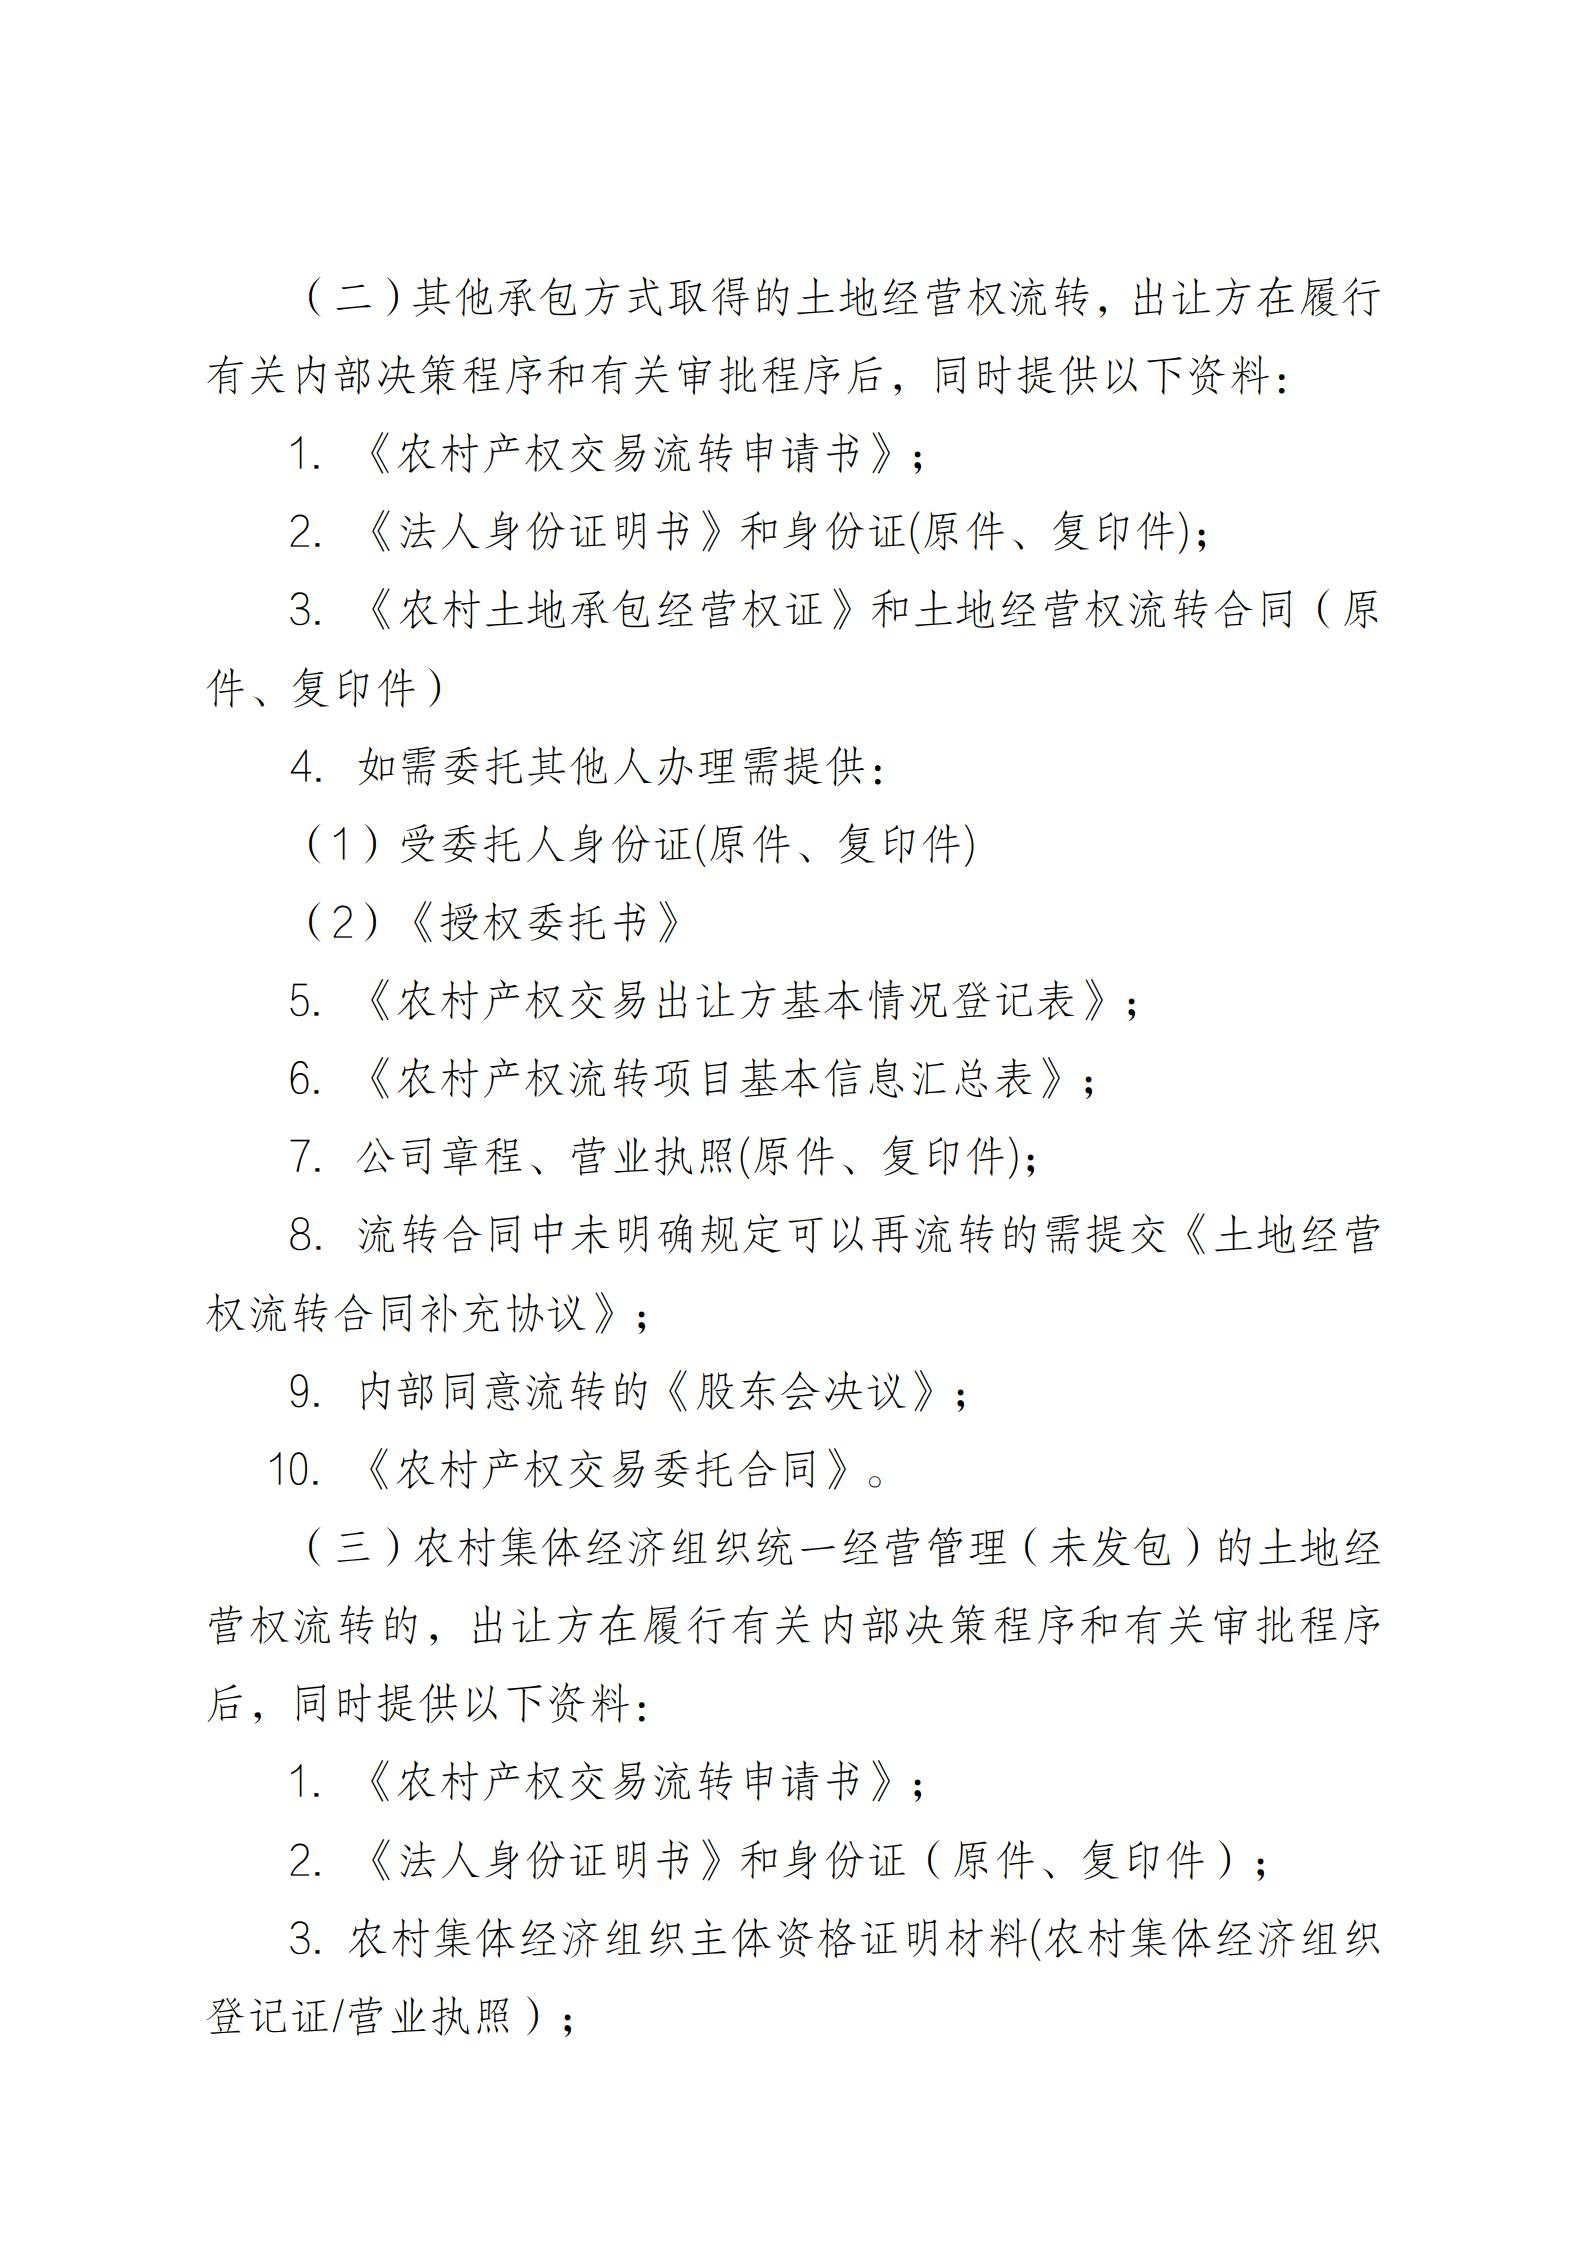 （二）其他承包方式取得的土地经营权流转，出让方在履行
有关内部决策程序和有关审批程序后，同时提供以下资料：
1. 《农村产权交易流转申请书》；
2. 《法人身份证明书》和身份证(原件、复印件)；
3. 《农村土地承包经营权证》和土地经营权流转合同（原
件、复印件）
4. 如需委托其他人办理需提供：
（1）受委托人身份证(原件、复印件)
（2）《授权委托书》
5. 《农村产权交易出让方基本情况登记表》；
6. 《农村产权流转项目基本信息汇总表》；
7. 公司章程、营业执照(原件、复印件)；
8. 流转合同中未明确规定可以再流转的需提交《土地经营
权流转合同补充协议》；
9. 内部同意流转的《股东会决议》；
10. 《农村产权交易委托合同》。
（三）农村集体经济组织统一经营管理（未发包）的土地经
营权流转的，出让方在履行有关内部决策程序和有关审批程序
后，同时提供以下资料：
1. 《农村产权交易流转申请书》；
2. 《法人身份证明书》和身份证（原件、复印件）；
3. 农村集体经济组织主体资格证明材料(农村集体经济组织
登记证/营业执照）；